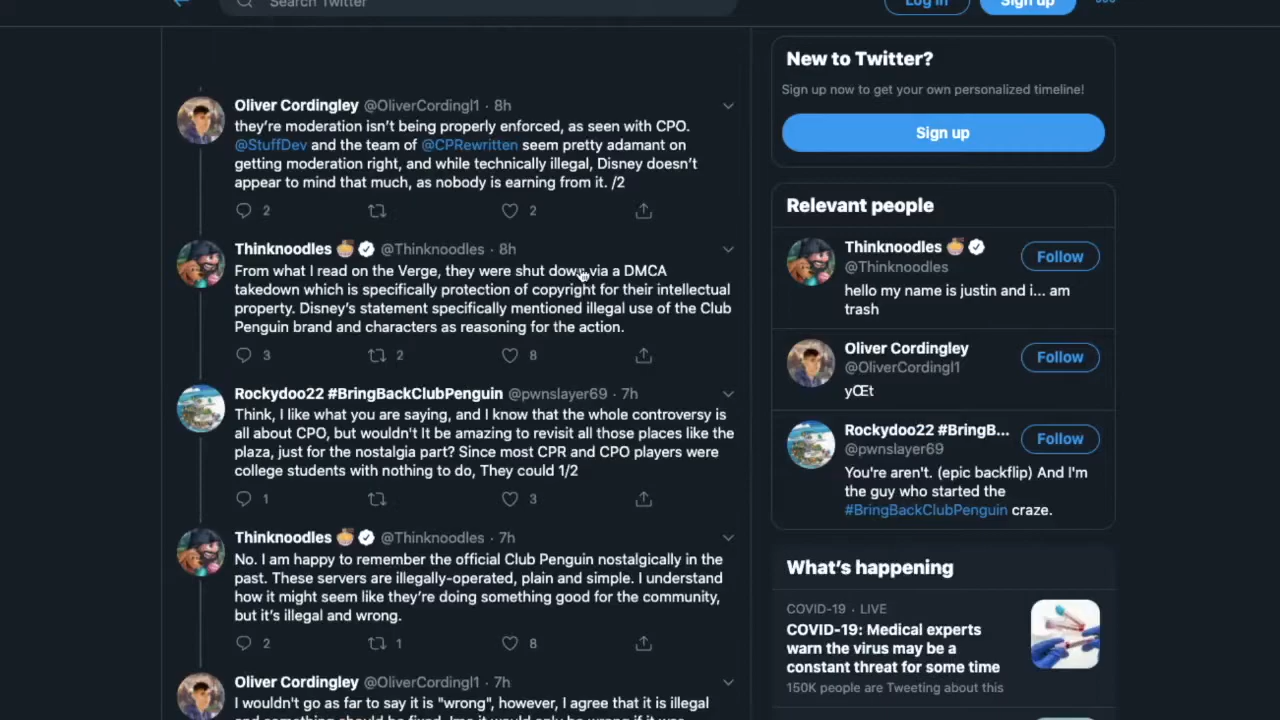 Search Twitter
Log in
Sign up
Oliver Cordingley @OliverCordingl1 · 8h
they're moderation isn't being properly enforced, as seen with CPO.
@StuffDev and the team of @CPRewritten seem pretty adamant on
getting moderation right, and while technically illegal, Disney doesn't
appear to mind that much, as nobody is earning from it. /2
2
2
Thinknoodles @Thinknoodles · 8h
From what I read on the Verge, they were shut down via a DMCA
takedown which is specifically protection of copyright for their intellectual
property. Disney's statement specifically mentioned illegal use of the Club
Penguin brand and characters as reasoning for the action.
3
2
8
Rockydoo22 #BringBackClubPenguin @pwnslayer69 · 7h
Think, I like what you are saying, and I know that the whole controversy is
all about CPO, but wouldn't It be amazing to revisit all those places like the
plaza, just for the nostalgia part? Since most CPR and CPO players were
college students with nothing to do, They could 1/2
1
3
Thinknoodles @Thinknoodles · 7h
No. I am happy to remember the official Club Penguin nostalgically in the
past. These servers are illegally-operated, plain and simple. I understand
how it might seem like they're doing something good for the community,
but it's illegal and wrong.
2
1
8
Oliver Cordingley @OliverCordingl1 · 7h
I wouldn't go as far to say it is "wrong", however, I agree that it is illegal
New to Twitter?
Sign up now to get your own personalized timeline!
Sign up
Relevant people
Thinknoodles
@Thinknoodles
Follow
hello my name is justin and i... am
trash
Oliver Cordingley
@OliverCordingl1
Follow
yŒt
Rockydoo22 #BringB...
@pwnslayer69
Follow
You're aren't. (epic backflip) And I'm
the guy who started the
#BringBackClubPenguin craze.
What's happening
COVID-19 · LIVE
COVID-19: Medical experts
warn the virus may be a
constant threat for some time
150K people are Tweeting about this